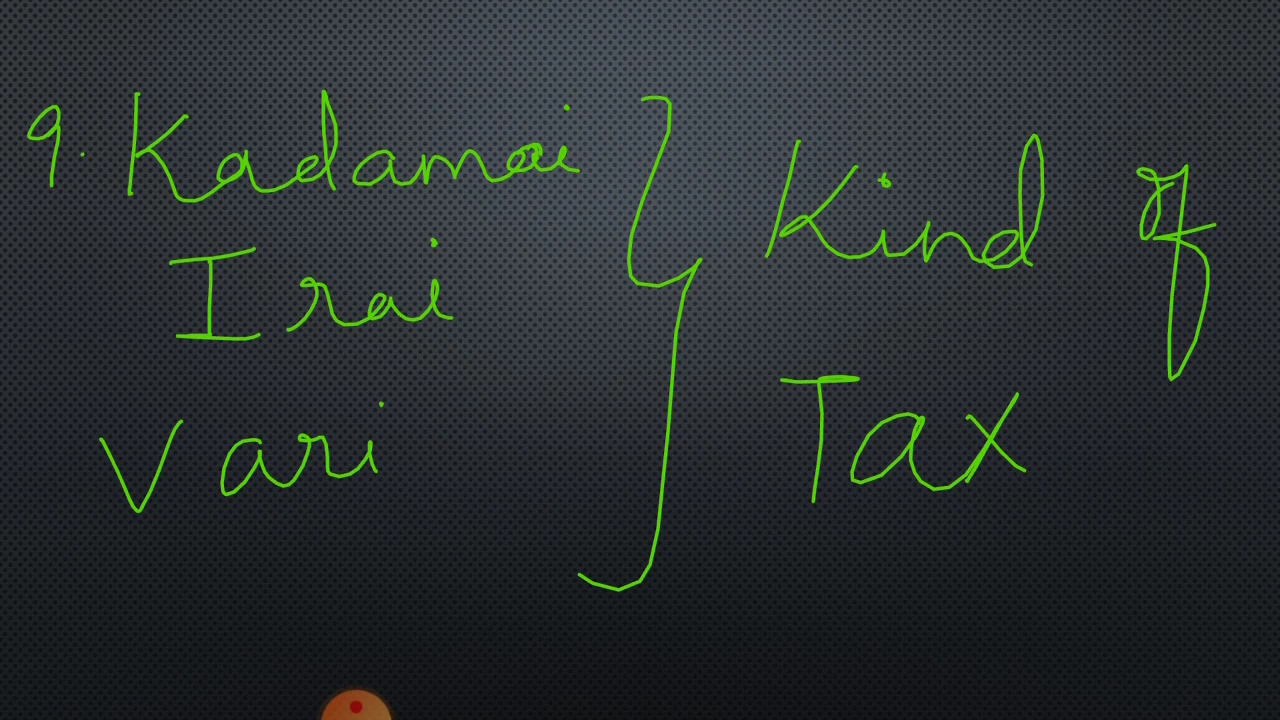 9. Kadamai
Irai
Vari
} Kind of
Tax